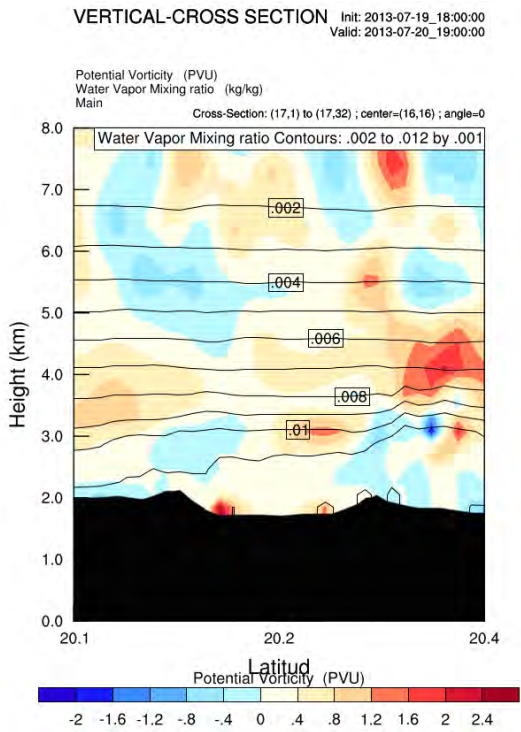 VERTICAL-CROSS SECTION
Init: 2013-07-19_18:00:00
Valid: 2013-07-20_19:00:00
Potential Vorticity (PVU)
Water Vapor Mixing ratio (kg/kg)
Main
Cross-Section: (17,1) to (17,32) ; center=(16,16) ; angle=0
Water Vapor Mixing ratio Contours: .002 to .012 by .001
8.0
7.0
.002
6.0
.004
5.0
.006
4.0
.008
3.0
.01
2.0
1.0
0.0
Height (km)
20.1 20.2 20.4
Latitud
Potential Vorticity (PVU)
-2 -1.6 -1.2 -.8 -.4 0 .4 .8 1.2 1.6 2 2.4